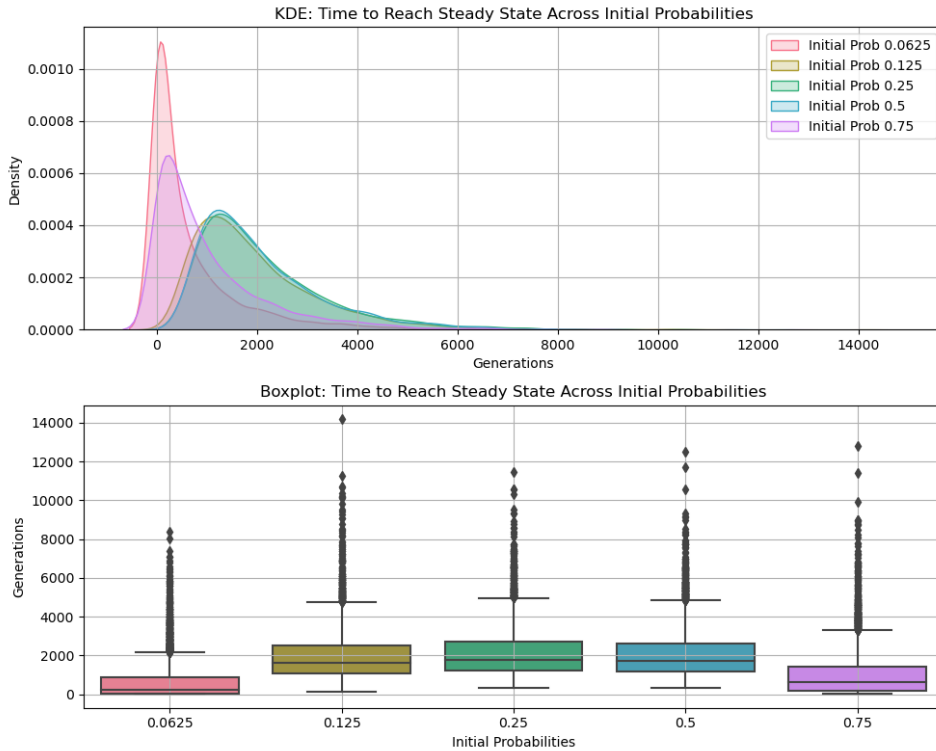 KDE: Time to Reach Steady State Across Initial Probabilities
Density
0.0010
0.0008
0.0006
0.0004
0.0002
0.0000
Initial Prob 0.0625
Initial Prob 0.125
Initial Prob 0.25
Initial Prob 0.5
Initial Prob 0.75
0 2000 4000 6000 8000 10000 12000 14000
Generations
Boxplot: Time to Reach Steady State Across Initial Probabilities
Generations
14000
12000
10000
8000
6000
4000
2000
0
0.0625 0.125 0.25 0.5 0.75
Initial Probabilities